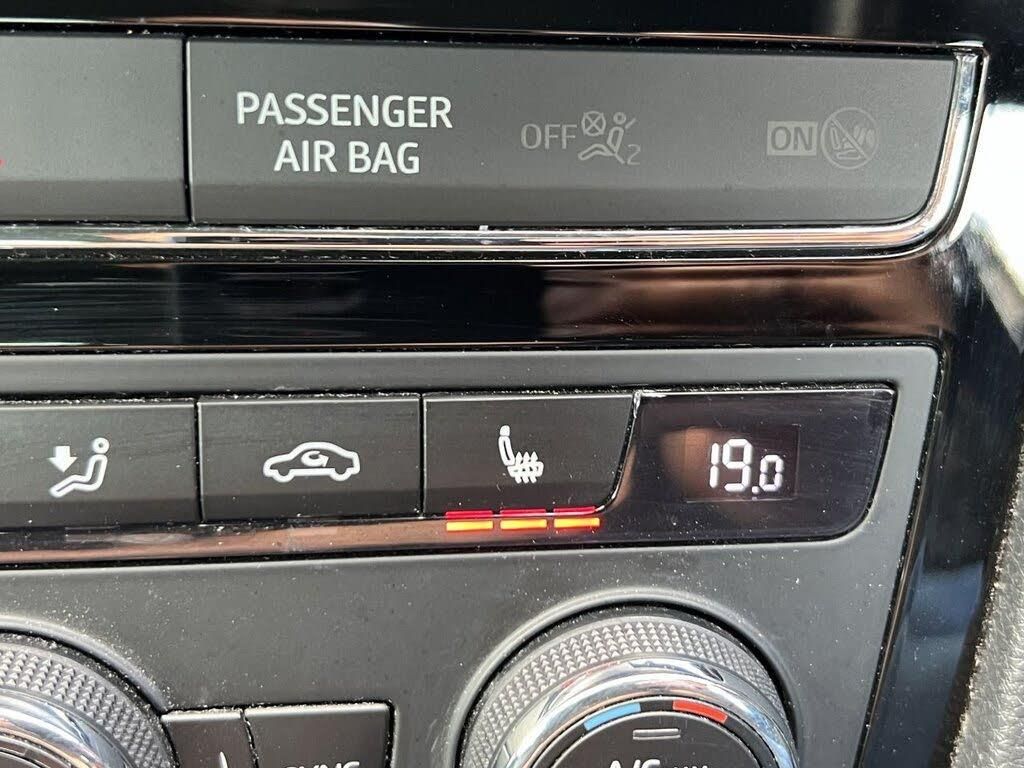 PASSENGER
AIR BAG
OFF
2
ON
19.0
A/C